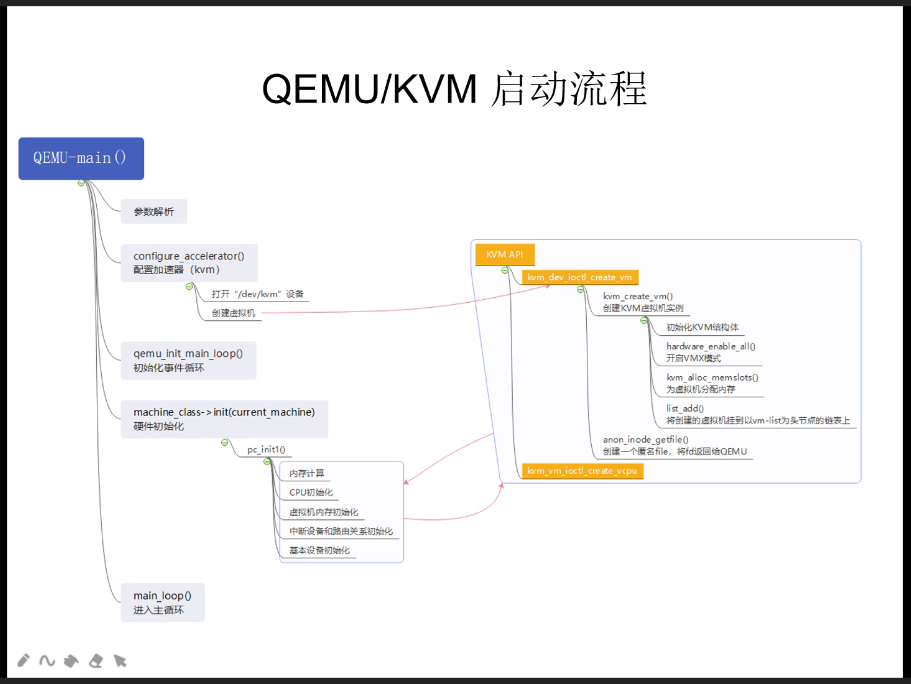 QEMU/KVM 启动流程
QEMU-main()
参数解析
configure_accelerator()
配置加速器（kvm）
打开“/dev/kvm”设备
创建虚拟机
qemu_init_main_loop()
初始化事件循环
machine_class->init(current_machine)
硬件初始化
pc_init1()
内存计算
CPU初始化
虚拟机内存初始化
中断设备和路由关系初始化
基本设备初始化
main_loop()
进入主循环
KVM API
kvm_dev_ioctl_create_vm
kvm_create_vm()
创建KVM虚拟机实例
初始化KVM结构体
hardware_enable_all()
开启VMX模式
kvm_alloc_memslots()
为虚拟机分配内存
list_add()
将创建的虚拟机挂到以vm-list为头节点的链表上
anon_inode_getfile()
创建一个匿名file，将fd返回给QEMU
kvm_vm_ioctl_create_vcpu